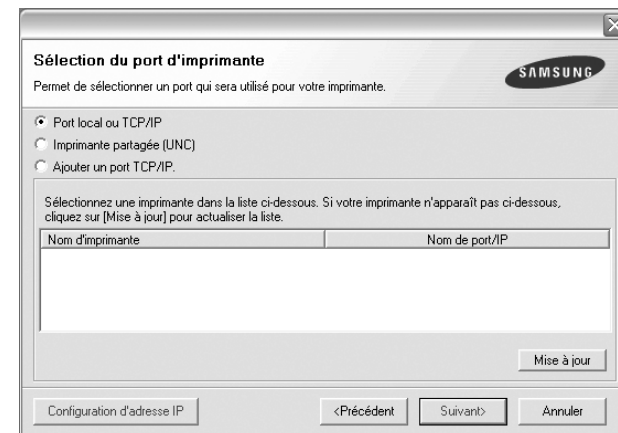 Sélection du port d'imprimante
Permet de sélectionner un port qui sera utilisé pour votre imprimante.
SAMSUNG
Port local ou TCP/IP
Imprimante partagée (UNC)
Ajouter un port TCP/IP.
Sélectionnez une imprimante dans la liste ci-dessous. Si votre imprimante n'apparaît pas ci-dessous,
cliquez sur [Mise à jour] pour actualiser la liste.
Nom d'imprimante Nom de port/IP
Mise à jour
Configuration d'adresse IP <Précédent Suivant> Annuler